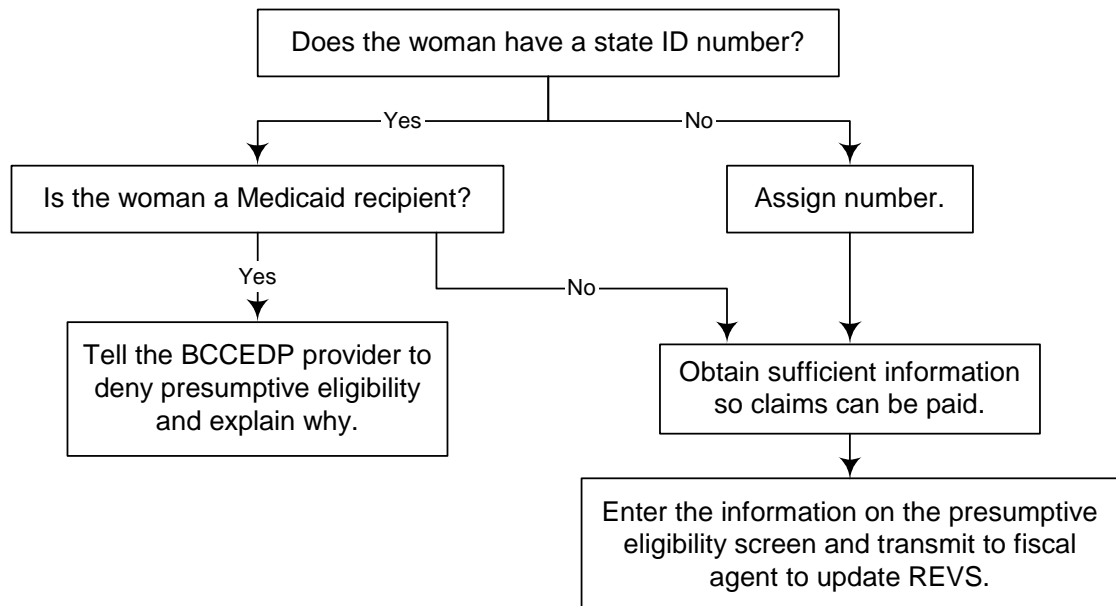 Does the woman have a state ID number?
Yes
No
Is the woman a Medicaid recipient?
Assign number.
Yes
No
Tell the BCCEDP provider to
deny presumptive eligibility
and explain why.
Obtain sufficient information
so claims can be paid.
Enter the information on the presumptive
eligibility screen and transmit to fiscal
agent to update REVS.